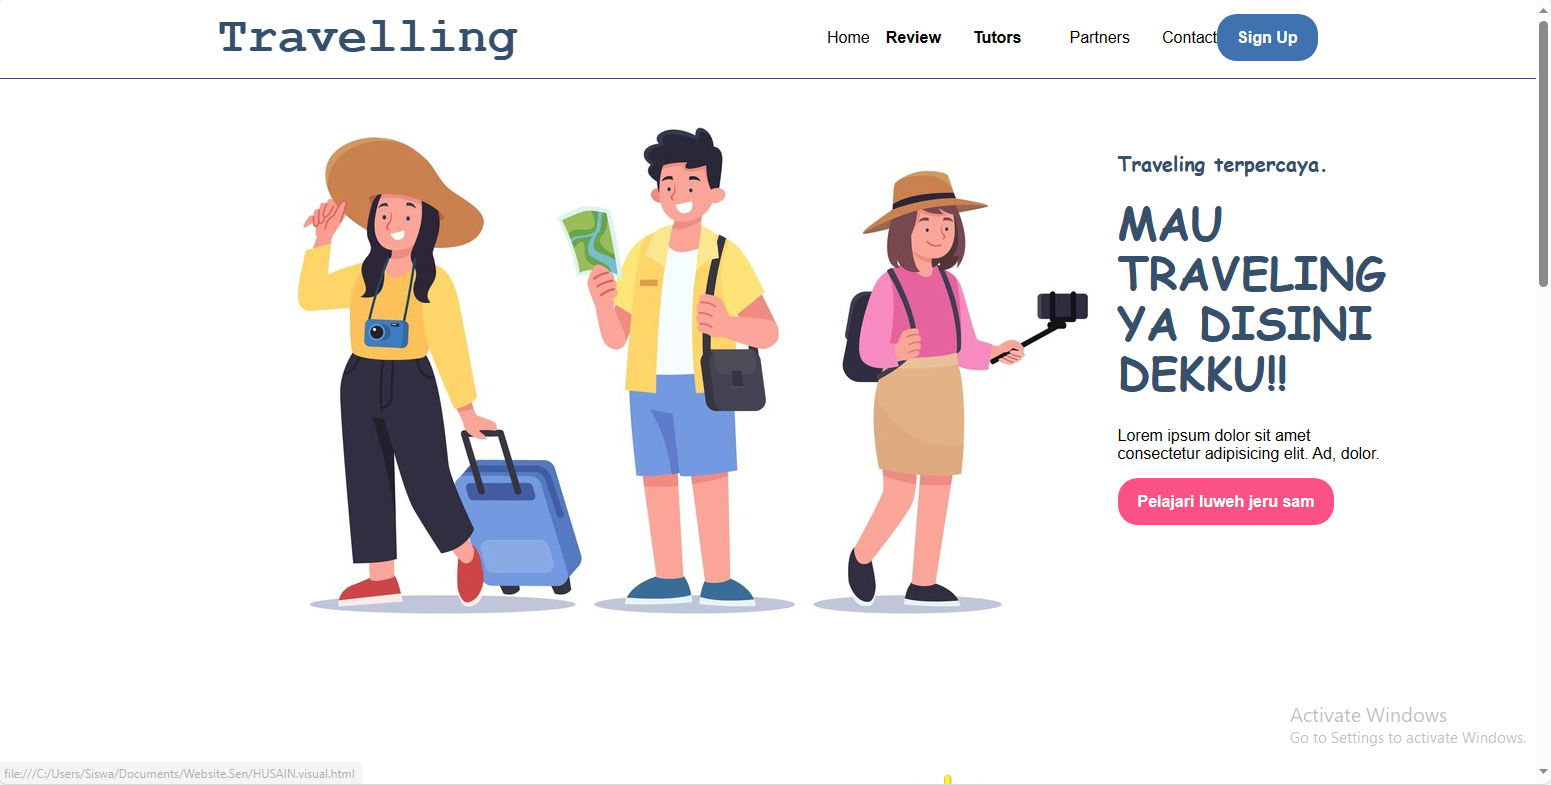 Travelling
Home Review Tutors Partners Contact Sign Up
Traveling terpercaya.
MAU
TRAVELING
YA DISINI
DEKKU!!
Lorem ipsum dolor sit amet
consectetur adipisicing elit. Ad, dolor.
Pelajari luweh jeru sam
Activate Windows
Go to Settings to activate Windows.
file:///C:/Users/Siswa/Documents/Website.Sen/HUSAIN.visual.html